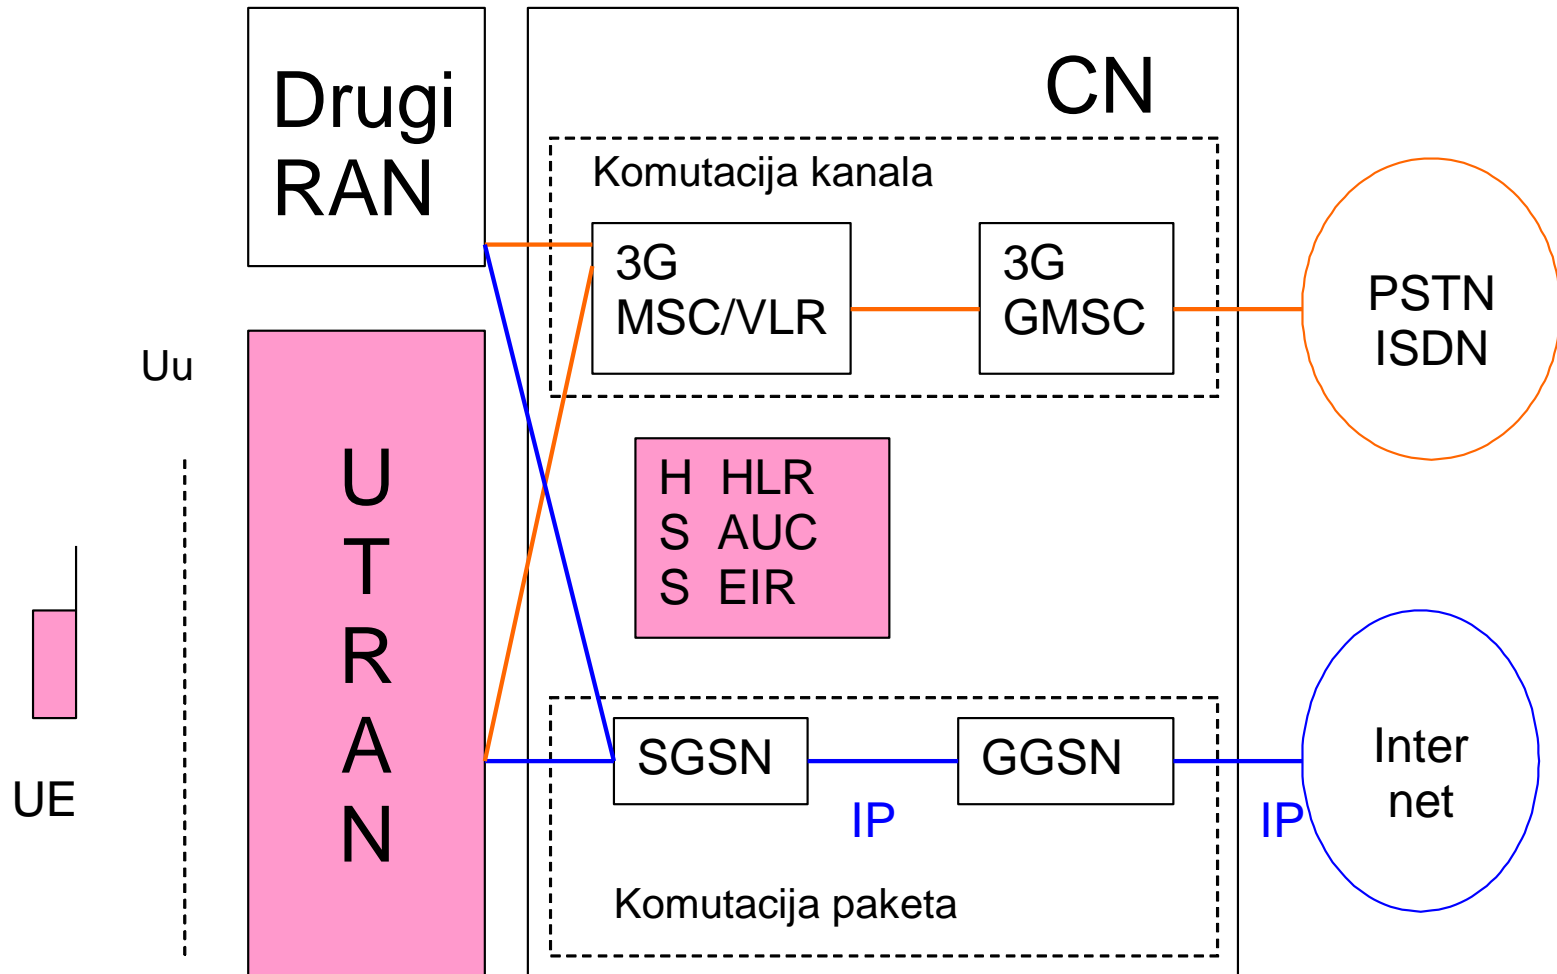 Drugi
RAN
CN
Komutacija kanala
3G
MSC/VLR
3G
GMSC
PSTN
ISDN
Uu
U
T
R
A
N
H HLR
S AUC
S EIR
UE
SGSN
GGSN
IP
IP
Inter
net
Komutacija paketa